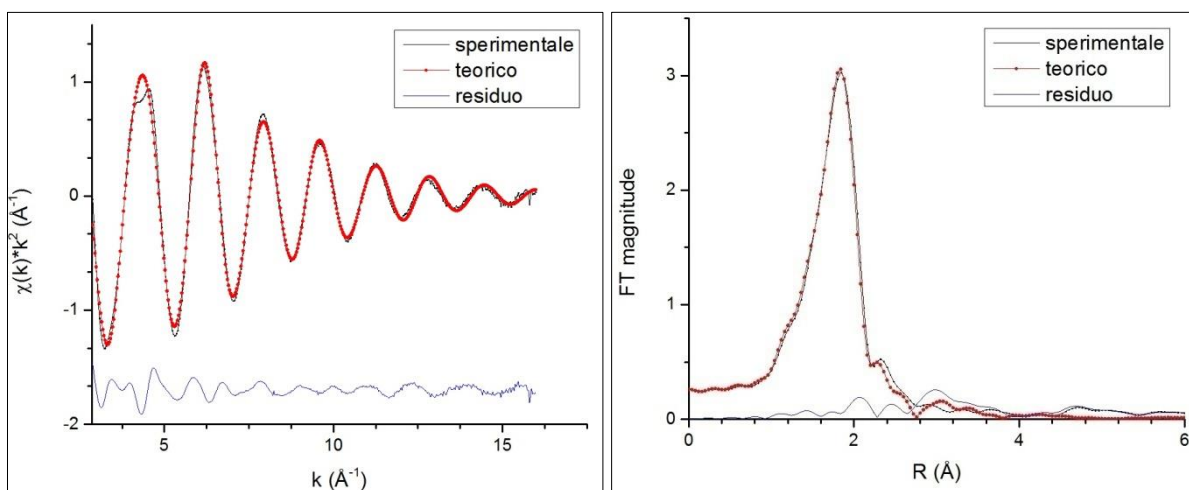 sperimentale
teorico
residuo
1
0
-1
-2
χ(k)*k² (Å⁻¹)
5
10
15
k (Å⁻¹)
sperimentale
teorico
residuo
3
2
1
0
FT magnitude
0
2
4
6
R (Å)